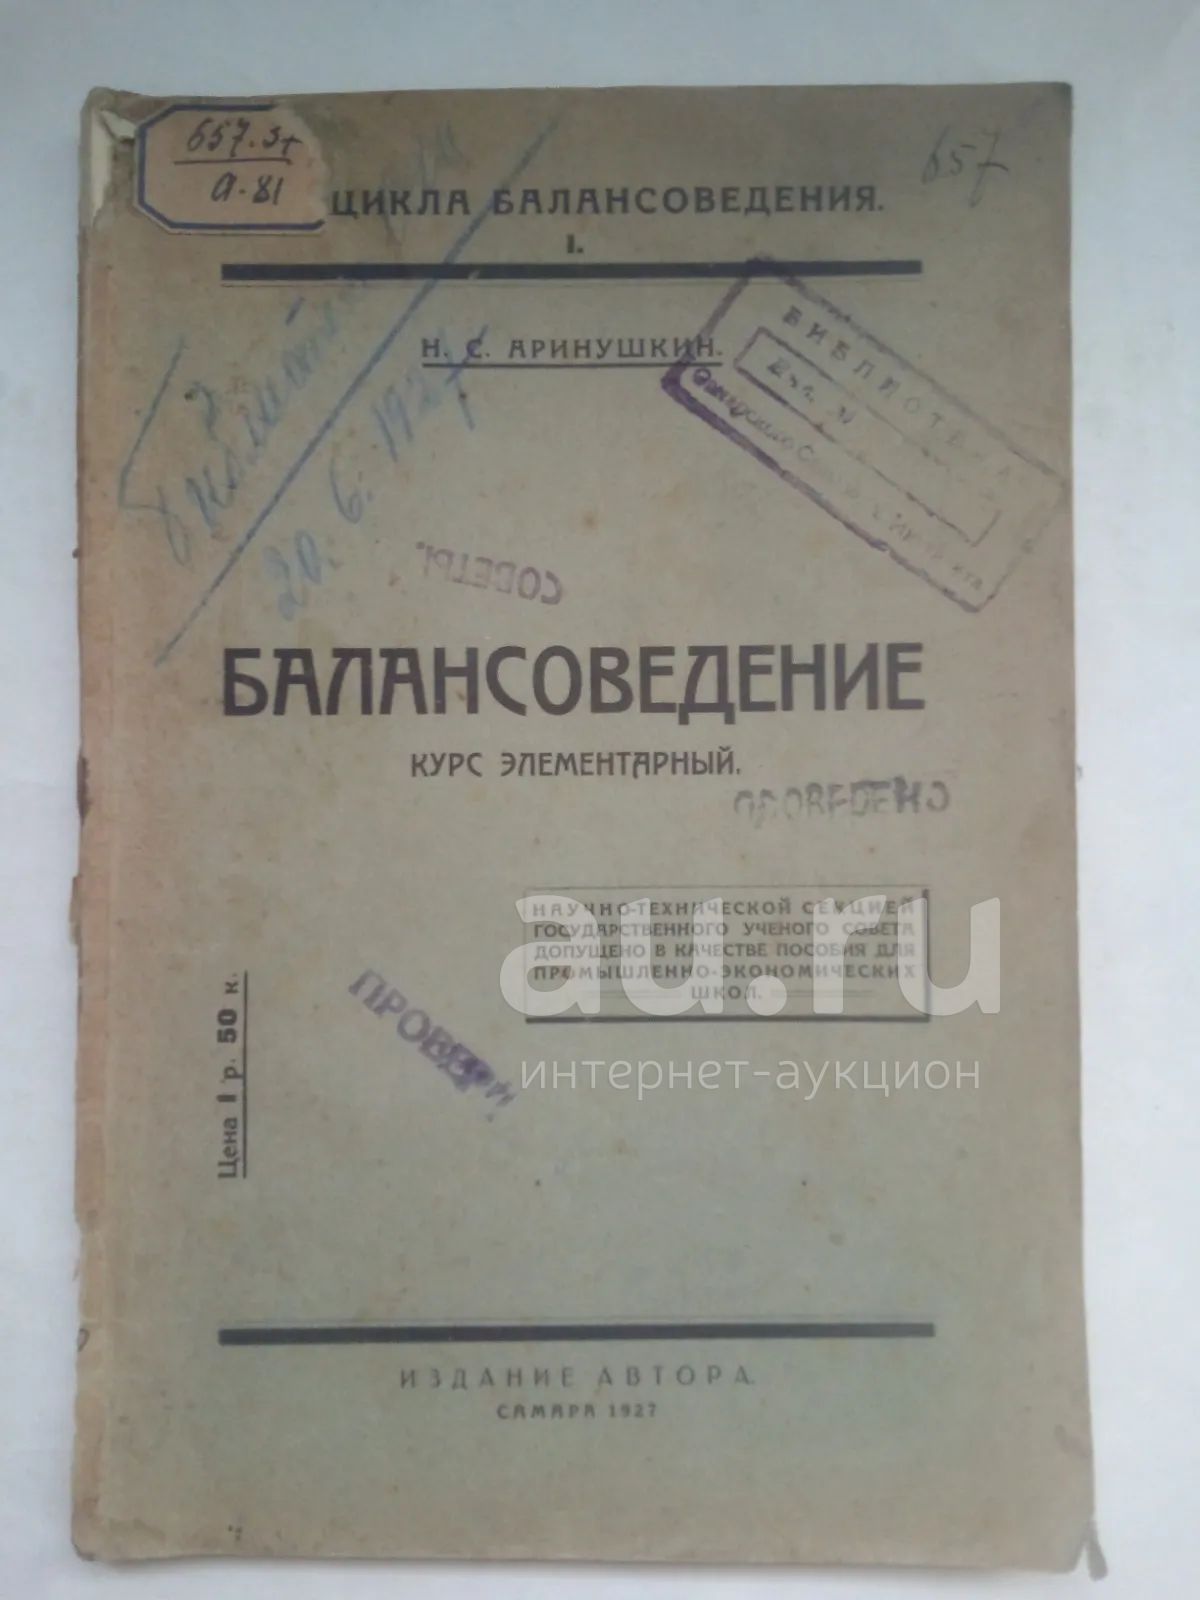 657.3+
А-81
657
ЦИКЛА БАЛАНСОВЕДЕНИЯ.
I.
Н. С. АРИНУШКИН.
БИБЛИОТЕКА
20. 6. 1927
СОВЕТЫ.
БАЛАНСОВЕДЕНИЕ
КУРС ЭЛЕМЕНТАРНЫЙ.
ПРОВЕДЕНО
НАУЧНО-ТЕХНИЧЕСКОЙ СЕКЦИЕЙ
ГОСУДАРСТВЕННОГО УЧЕНОГО СОВЕТА
ДОПУЩЕНО В КАЧЕСТВЕ ПОСОБИЯ ДЛЯ
ПРОМЫШЛЕННО-ЭКОНОМИЧЕСКИХ
ШКОЛ.
au.ru
интернет-аукцион
Цена 1 р. 50 к.
ИЗДАНИЕ АВТОРА.
САМАРА 1927